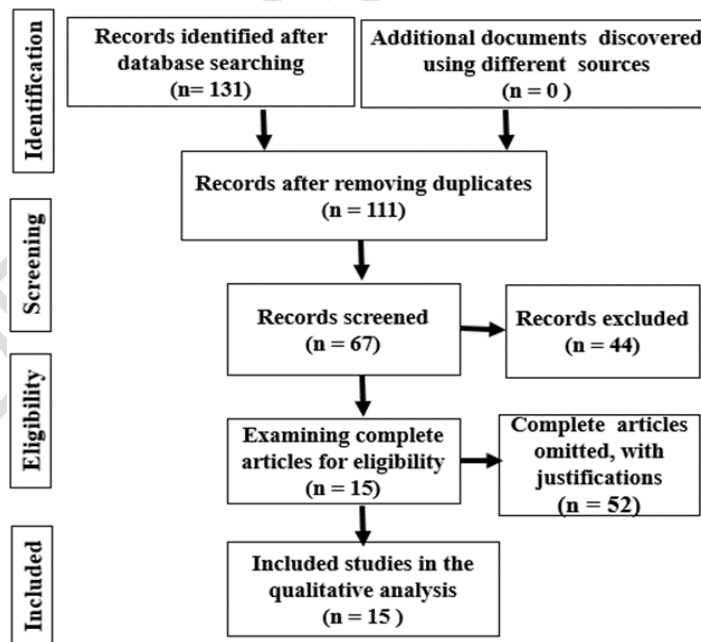 Identification
Records identified after
database searching
(n= 131)
Additional documents discovered
using different sources
(n = 0 )
Records after removing duplicates
(n = 111)
Screening
Records screened
(n = 67)
Records excluded
(n = 44)
Eligibility
Examining complete
articles for eligibility
(n = 15)
Complete articles
omitted, with
justifications
(n = 52)
Included
Included studies in the
qualitative analysis
(n = 15 )